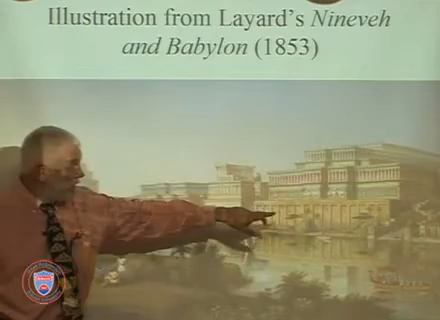 Illustration from Layard's Nineveh
and Babylon (1853)